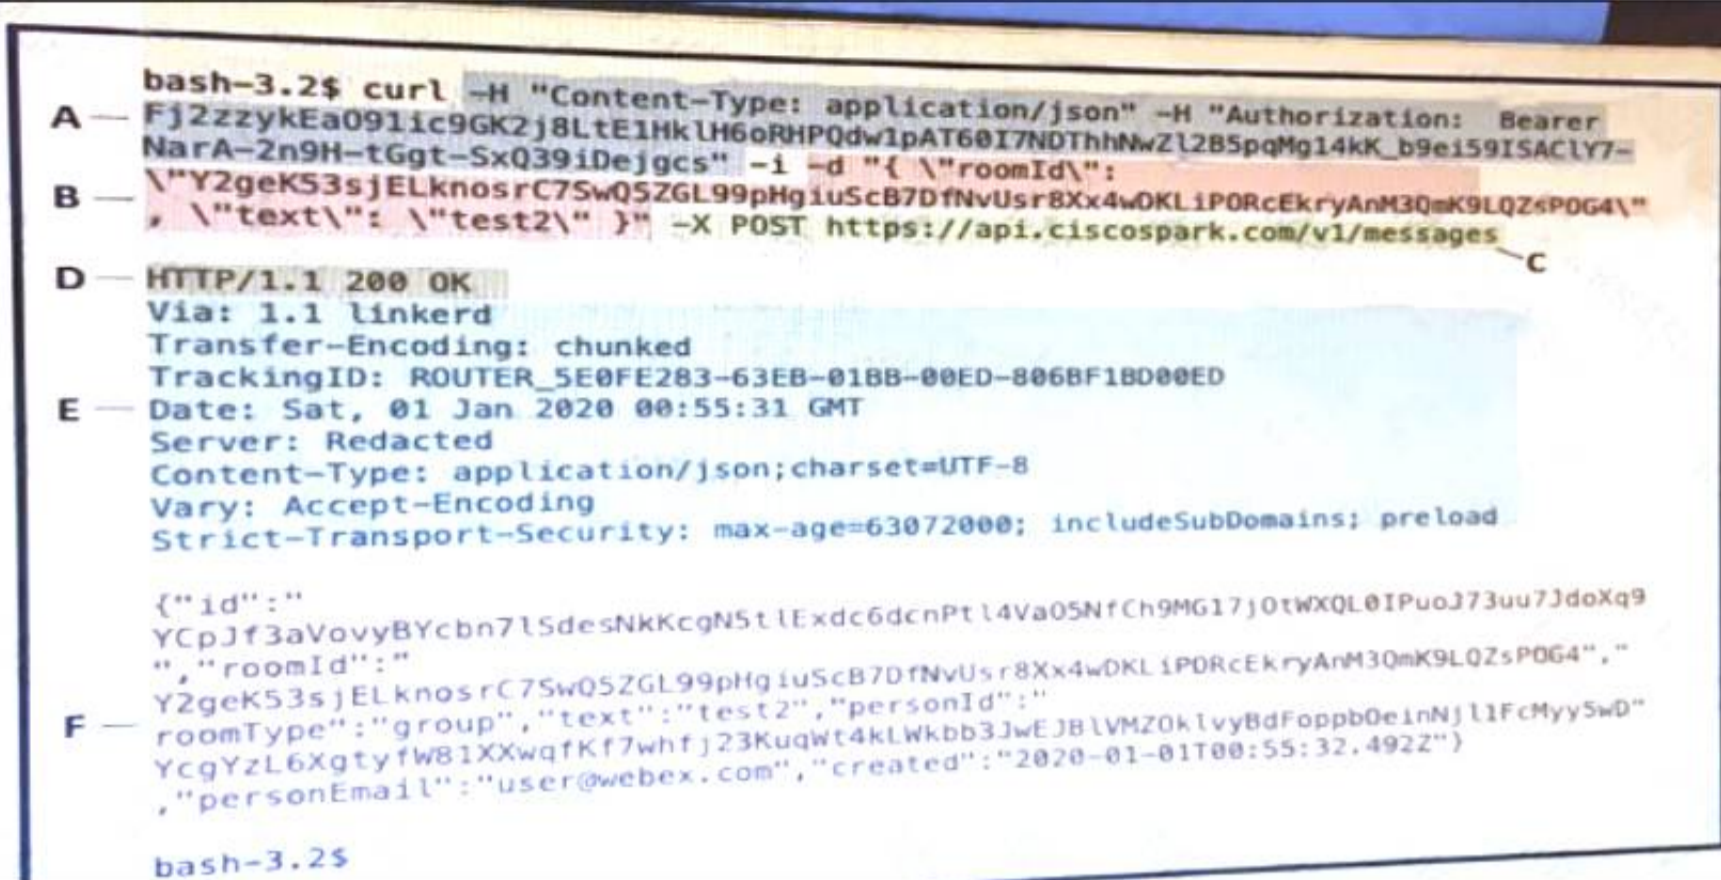 bash-3.2$ curl -H "Content-Type: application/json" -H "Authorization: Bearer
A
Fj2zzykEaO91ic9GK2j8LtE1HklH6oRHPQdw1pAT60I7NDThhNwZl2B5pqMg14kK_b9ei59ISAClY7-
NarA-2n9H-tGgt-SxQ39iDejgcs" -i -d "{ \"roomId\":
B
\"Y2geK53sjELknosrC7SwQ5ZGL99pHgiuScB7DfNvUsr8Xx4wDKLiPORcEkryAnM3QmK9LQZsPOG4\"
, \"text\": \"test2\" }" -X POST https://api.ciscospark.com/v1/messages
C
D HTTP/1.1 200 OK
Via: 1.1 linkerd
Transfer-Encoding: chunked
TrackingID: ROUTER_5E0FE283-63EB-01BB-00ED-806BF1BD00ED
E Date: Sat, 01 Jan 2020 00:55:31 GMT
Server: Redacted
Content-Type: application/json;charset=UTF-8
Vary: Accept-Encoding
Strict-Transport-Security: max-age=63072000; includeSubDomains; preload
{"id":"
YCpJf3aVovyBYcbn7lSdesNkKcgN5tlExdc6dcnPtl4VaO5NfCh9MG17jOtWXQL0IPuoJ73uu7JdoXq9
","roomId":"
Y2geK53sjELknosrC7SwQ5ZGL99pHgiuScB7DfNvUsr8Xx4wDKLiPORcEkryAnM3QmK9LQZsPOG4","
F roomType":"group","text":"test2","personId":"
YcgYzL6XgtyfW81XXwqfKf7whfj23KuqWt4kLWkbb3JwEJBlVMZOklvyBdFoppbOeinNjl1FcMyy5wD"
,"personEmail":"user@webex.com","created":"2020-01-01T00:55:32.492Z"}
bash-3.2$